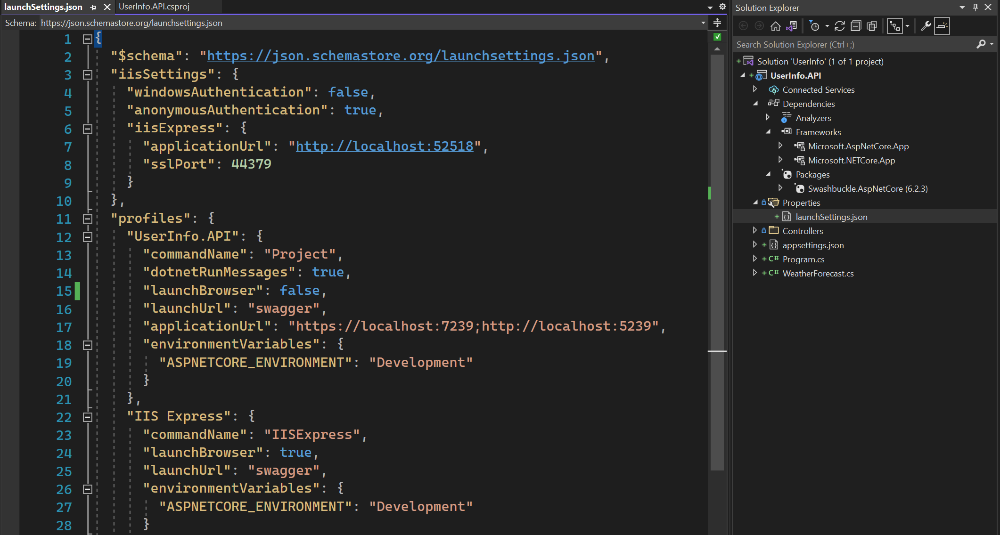 launchSettings.json
UserInfo.API.csproj
Schema: https://json.schemastore.org/launchsettings.json
1 {
2 "$schema": "https://json.schemastore.org/launchsettings.json",
3 "iisSettings": {
4 "windowsAuthentication": false,
5 "anonymousAuthentication": true,
6 "iisExpress": {
7 "applicationUrl": "http://localhost:52518",
8 "sslPort": 44379
9 }
10 },
11 "profiles": {
12 "UserInfo.API": {
13 "commandName": "Project",
14 "dotnetRunMessages": true,
15 "launchBrowser": false,
16 "launchUrl": "swagger",
17 "applicationUrl": "https://localhost:7239;http://localhost:5239",
18 "environmentVariables": {
19 "ASPNETCORE_ENVIRONMENT": "Development"
20 }
21 },
22 "IIS Express": {
23 "commandName": "IISExpress",
24 "launchBrowser": true,
25 "launchUrl": "swagger",
26 "environmentVariables": {
27 "ASPNETCORE_ENVIRONMENT": "Development"
28 }
Solution Explorer
Search Solution Explorer (Ctrl+;)
Solution 'UserInfo' (1 of 1 project)
UserInfo.API
Connected Services
Dependencies
Analyzers
Frameworks
Microsoft.AspNetCore.App
Microsoft.NETCore.App
Packages
Swashbuckle.AspNetCore (6.2.3)
Properties
launchSettings.json
Controllers
appsettings.json
C# Program.cs
C# WeatherForecast.cs